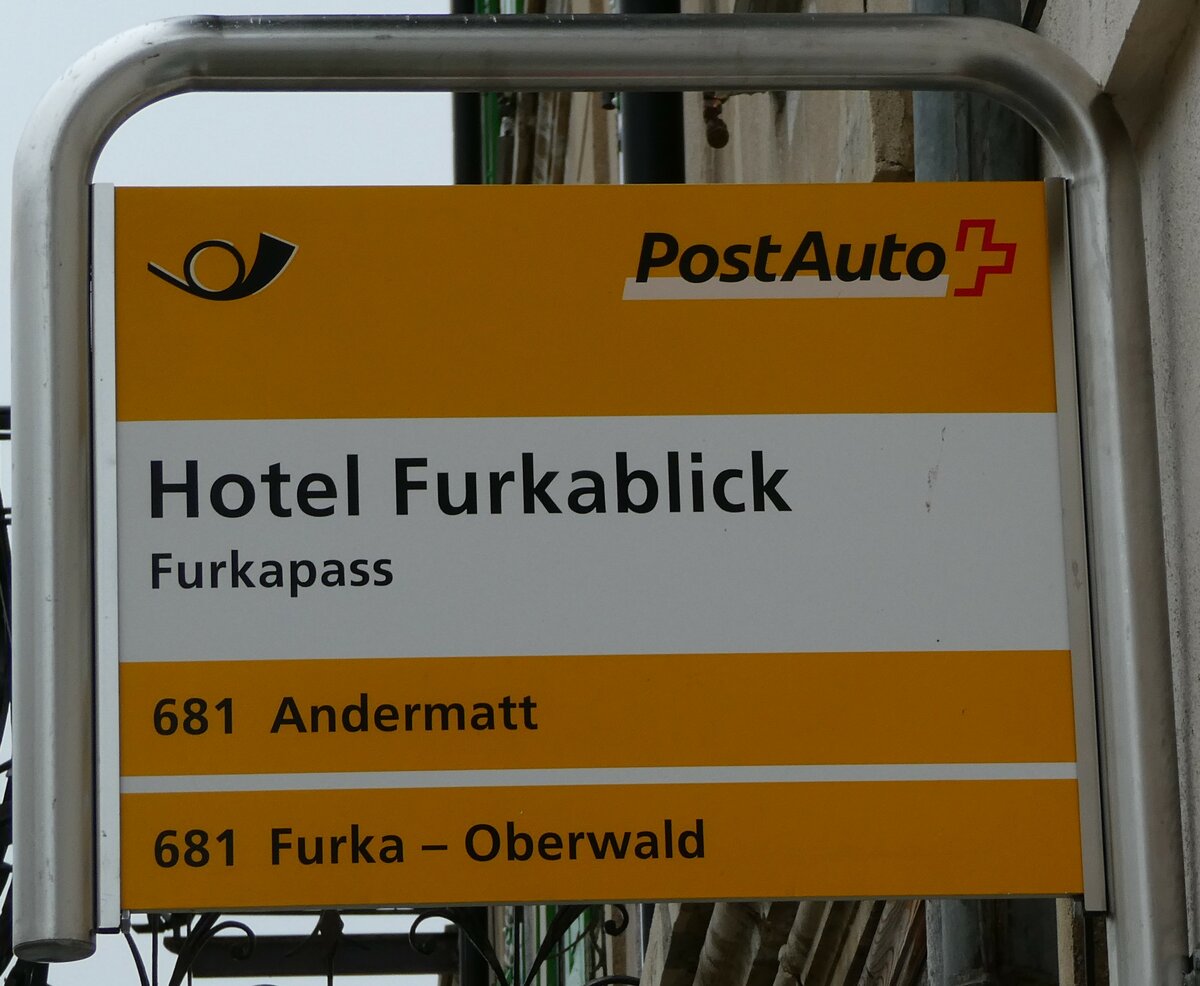 PostAuto
Hotel Furkablick
Furkapass
681 Andermatt
681 Furka – Oberwald